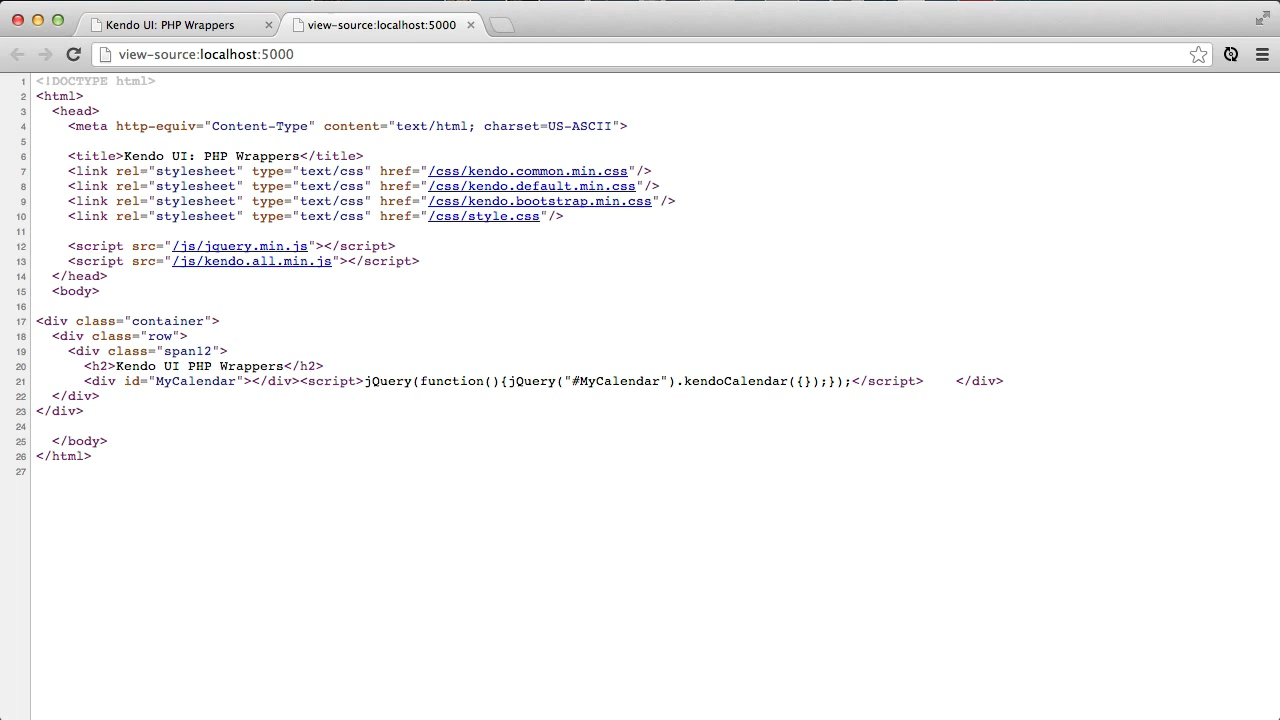 Kendo UI: PHP Wrappers
view-source:localhost:5000
view-source:localhost:5000
1 <!DOCTYPE html>
2 <html>
3 <head>
4 <meta http-equiv="Content-Type" content="text/html; charset=US-ASCII">
5
6 <title>Kendo UI: PHP Wrappers</title>
7 <link rel="stylesheet" type="text/css" href="/css/kendo.common.min.css"/>
8 <link rel="stylesheet" type="text/css" href="/css/kendo.default.min.css"/>
9 <link rel="stylesheet" type="text/css" href="/css/kendo.bootstrap.min.css"/>
10 <link rel="stylesheet" type="text/css" href="/css/style.css"/>
11
12 <script src="/js/jquery.min.js"></script>
13 <script src="/js/kendo.all.min.js"></script>
14 </head>
15 <body>
16
17 <div class="container">
18 <div class="row">
19 <div class="span12">
20 <h2>Kendo UI PHP Wrappers</h2>
21 <div id="MyCalendar"></div><script>jQuery(function(){jQuery("#MyCalendar").kendoCalendar({});});</script> </div>
22 </div>
23 </div>
24
25 </body>
26 </html>
27